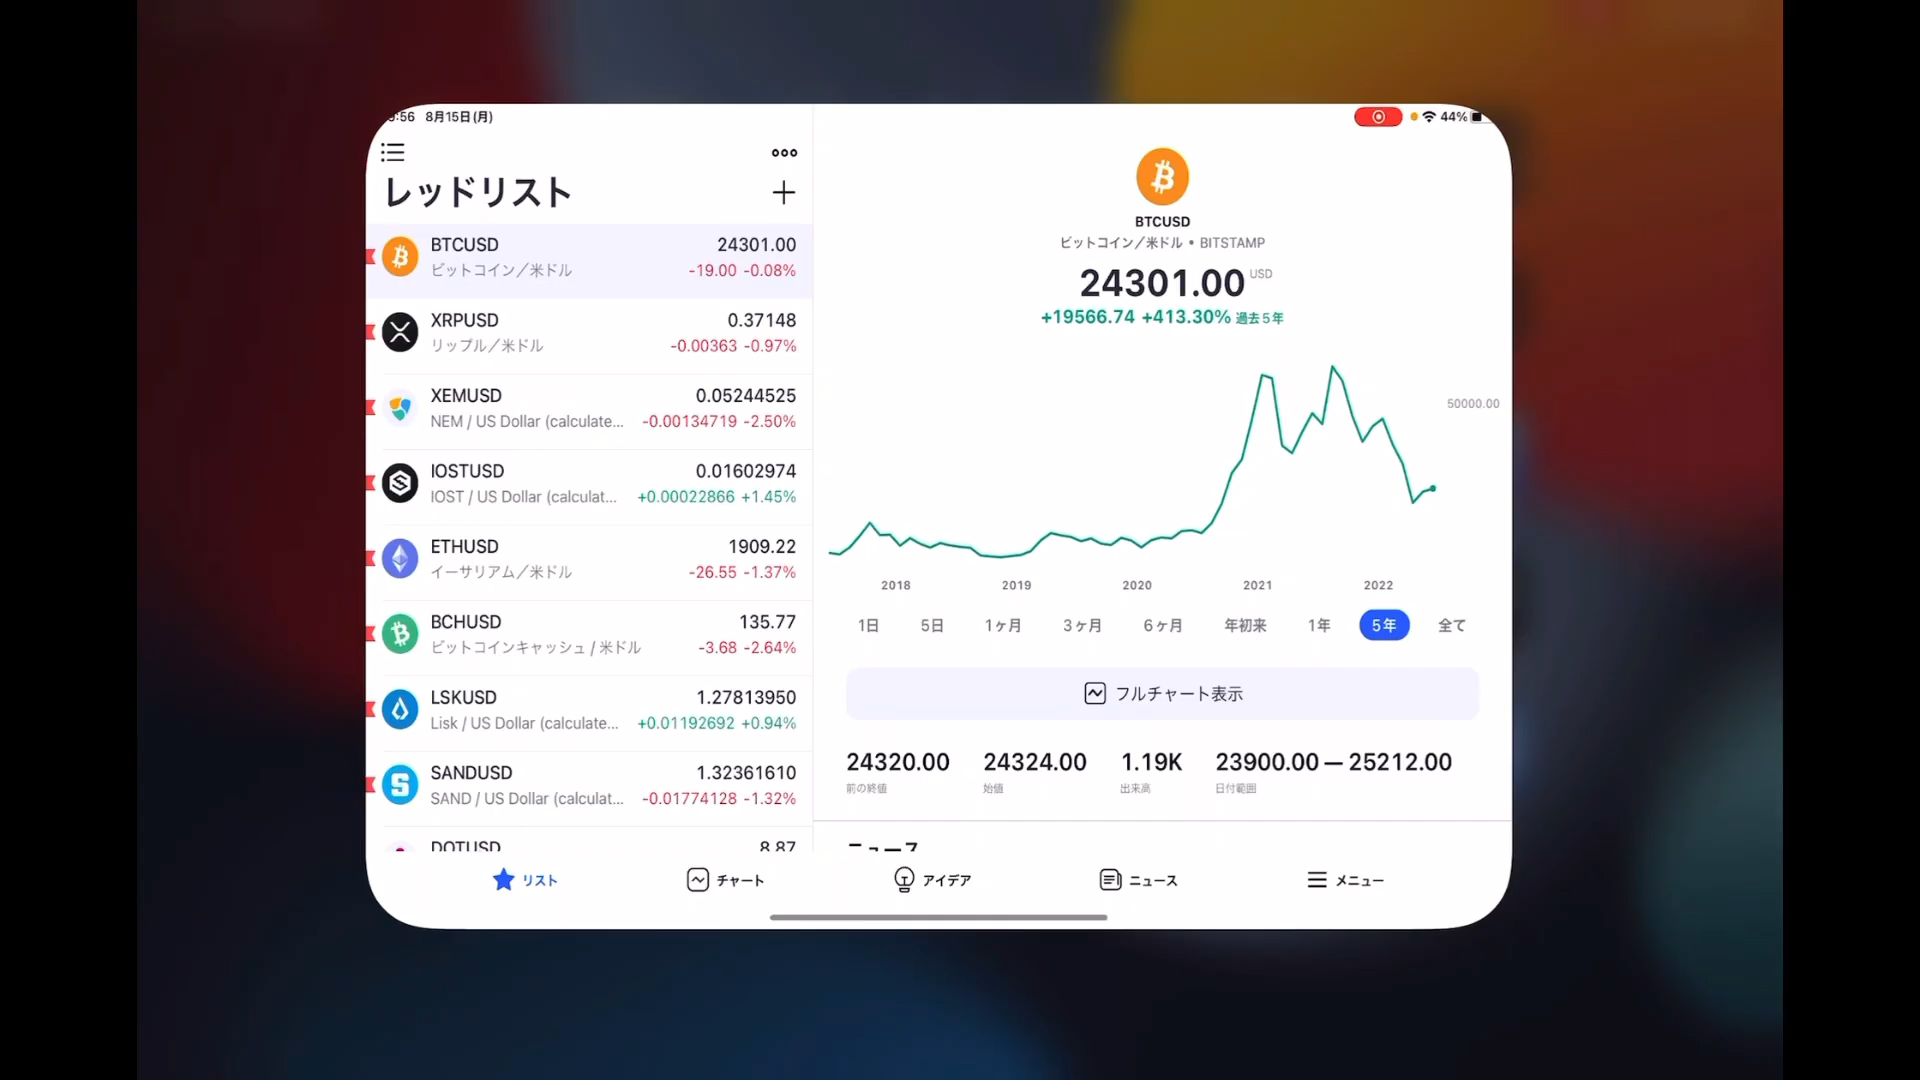 8月15日(月)
44%
レッドリスト
BTCUSD 24301.00
ビットコイン／米ドル -19.00 -0.08%
XRPUSD 0.37148
リップル／米ドル -0.00363 -0.97%
XEMUSD 0.05244525
NEM / US Dollar (calculate... -0.00134719 -2.50%
IOSTUSD 0.01602974
IOST / US Dollar (calculat... +0.00022866 +1.45%
ETHUSD 1909.22
イーサリアム／米ドル -26.55 -1.37%
BCHUSD 135.77
ビットコインキャッシュ / 米ドル -3.68 -2.64%
LSKUSD 1.27813950
Lisk / US Dollar (calculate... +0.01192692 +0.94%
SANDUSD 1.32361610
SAND / US Dollar (calculat... -0.01774128 -1.32%
DOTUSD 8.87
BTCUSD
ビットコイン／米ドル • BITSTAMP
24301.00 USD
+19566.74 +413.30% 過去５年
50000.00
2018 2019 2020 2021 2022
1日 5日 1ヶ月 3ヶ月 6ヶ月 年初来 1年 5年 全て
フルチャート表示
24320.00 24324.00 1.19K 23900.00 — 25212.00
前の終値 始値 出来高 日付範囲
ニュース
リスト チャート アイデア ニュース メニュー